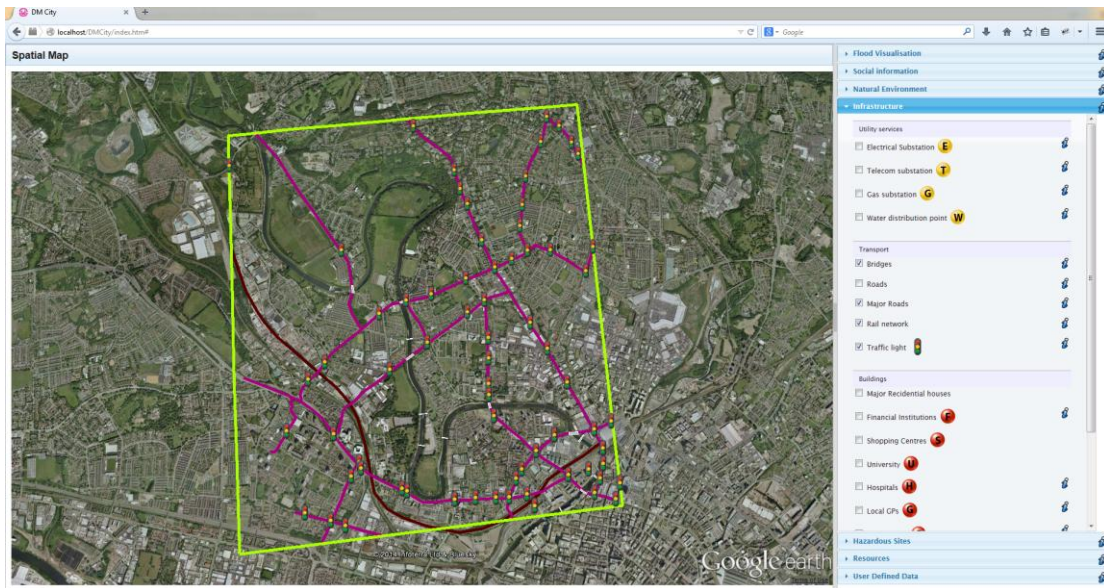 DM City
localhost/DMCity/index.htm#
Google
Spatial Map
Flood Visualisation
Social information
Natural Environment
Infrastructure
Utility services
Electrical Substation E
Telecom substation T
Gas substation G
Water distribution point W
Transport
Bridges
Roads
Major Roads
Rail network
Traffic light
Buildings
Major Recidential houses
Financial Institutions F
Shopping Centres S
University U
Hospitals H
Local GPs G
Hazardous Sites
Resources
User Defined Data
Google earth